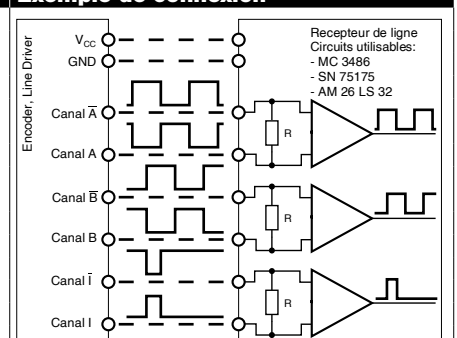 Exemple de connexion
Encoder, Line Driver
VCC
GND
Canal A̅
Canal A
Canal B̅
Canal B
Canal I̅
Canal I
Recepteur de ligne
Circuits utilisables:
- MC 3486
- SN 75175
- AM 26 LS 32
R
R
R